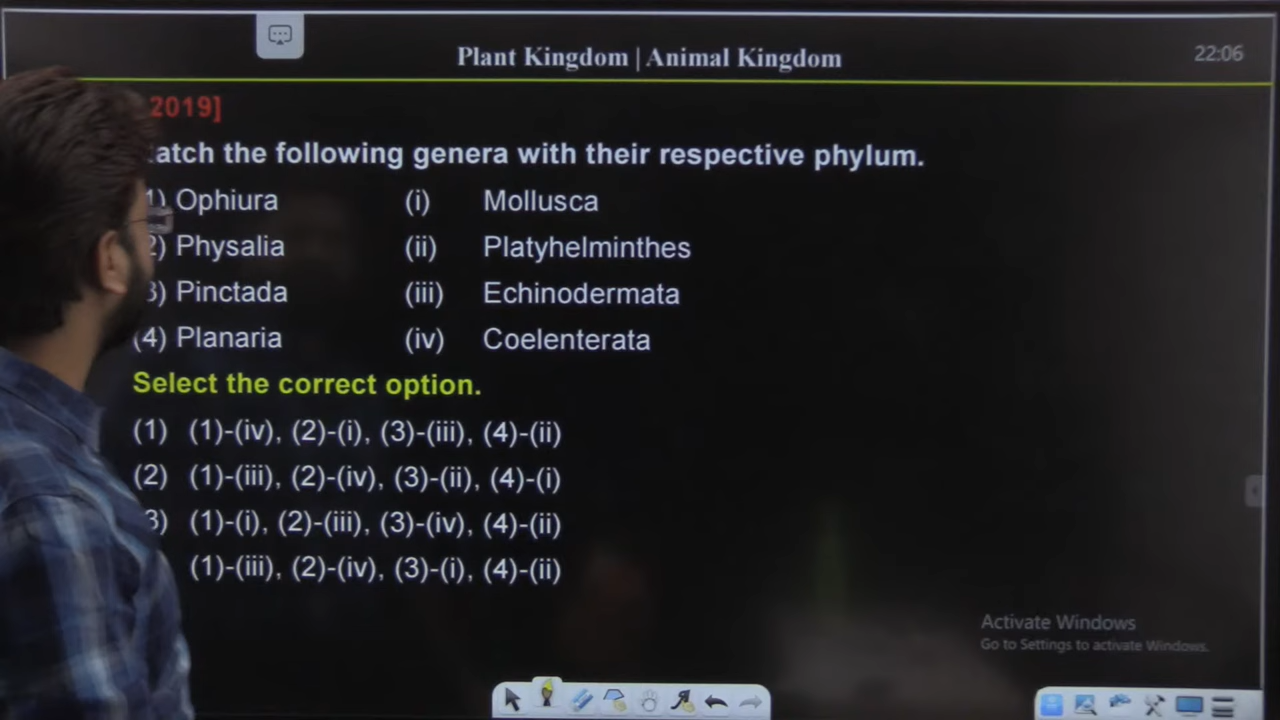 Plant Kingdom | Animal Kingdom
22:06
2019]
atch the following genera with their respective phylum.
1) Ophiura (i) Mollusca
2) Physalia (ii) Platyhelminthes
3) Pinctada (iii) Echinodermata
(4) Planaria (iv) Coelenterata
Select the correct option.
(1) (1)-(iv), (2)-(i), (3)-(iii), (4)-(ii)
(2) (1)-(iii), (2)-(iv), (3)-(ii), (4)-(i)
3) (1)-(i), (2)-(iii), (3)-(iv), (4)-(ii)
(1)-(iii), (2)-(iv), (3)-(i), (4)-(ii)
Activate Windows
Go to Settings to activate Windows.